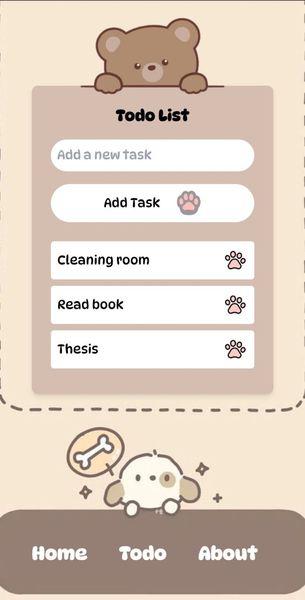 Todo List
Add a new task
Add Task
Cleaning room
Read book
Thesis
Home Todo About